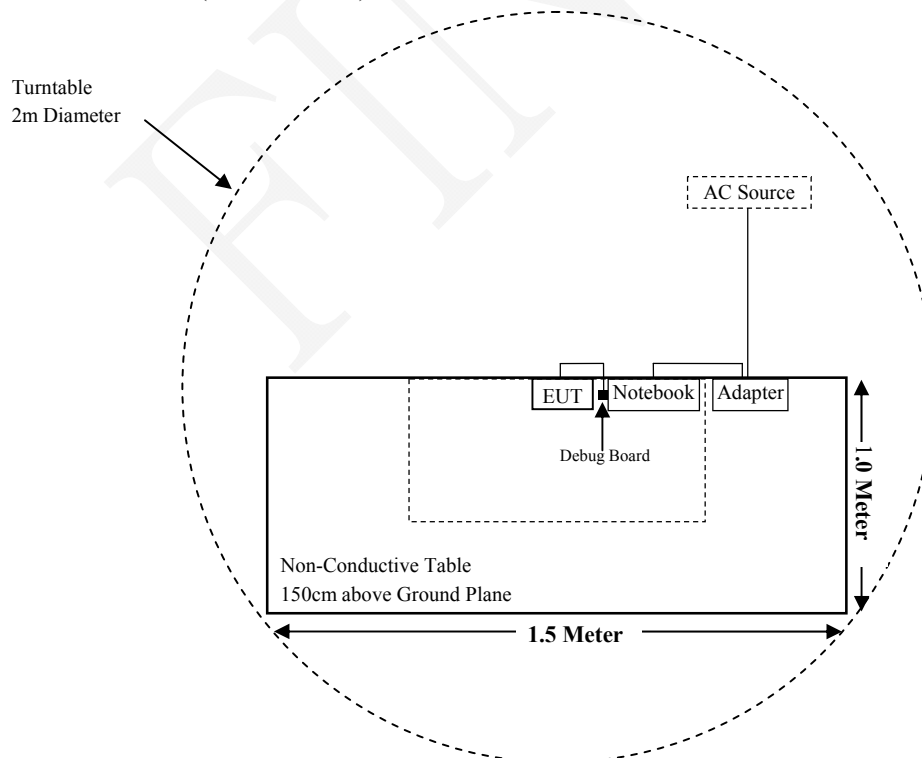 Turntable
2m Diameter
AC Source
EUT
Notebook
Adapter
Debug Board
1.0 Meter
Non-Conductive Table
150cm above Ground Plane
1.5 Meter